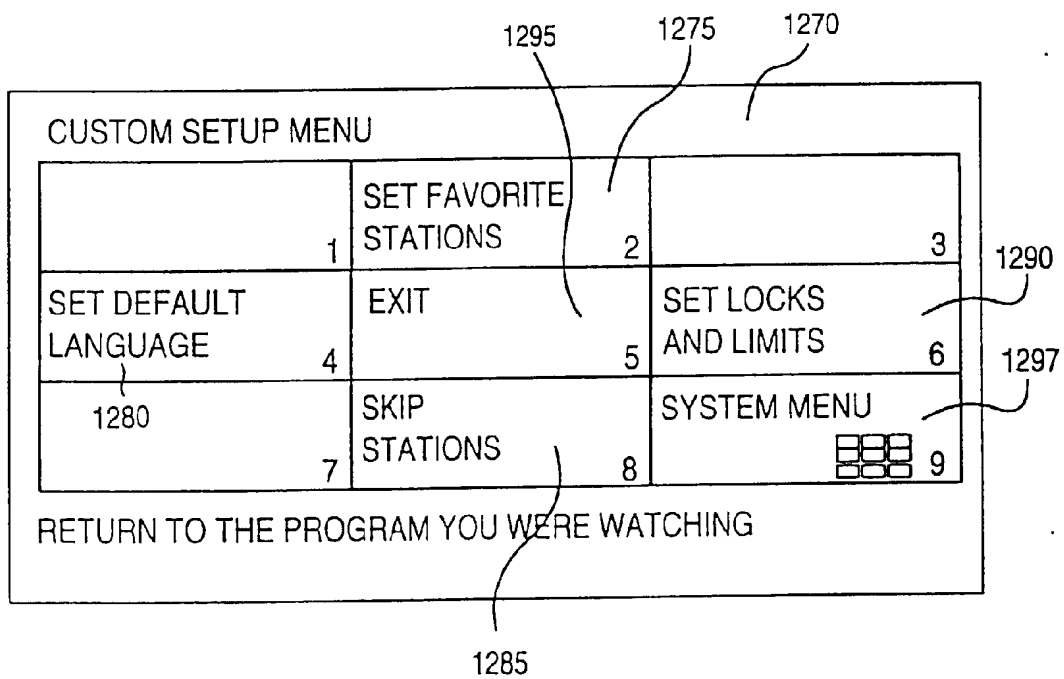 1295
1275
1270
CUSTOM SETUP MENU
1
SET FAVORITE
STATIONS
2
3
1290
SET DEFAULT
LANGUAGE
4
EXIT
5
SET LOCKS
AND LIMITS
6
1297
1280
7
SKIP
STATIONS
8
SYSTEM MENU
9
RETURN TO THE PROGRAM YOU WERE WATCHING
1285